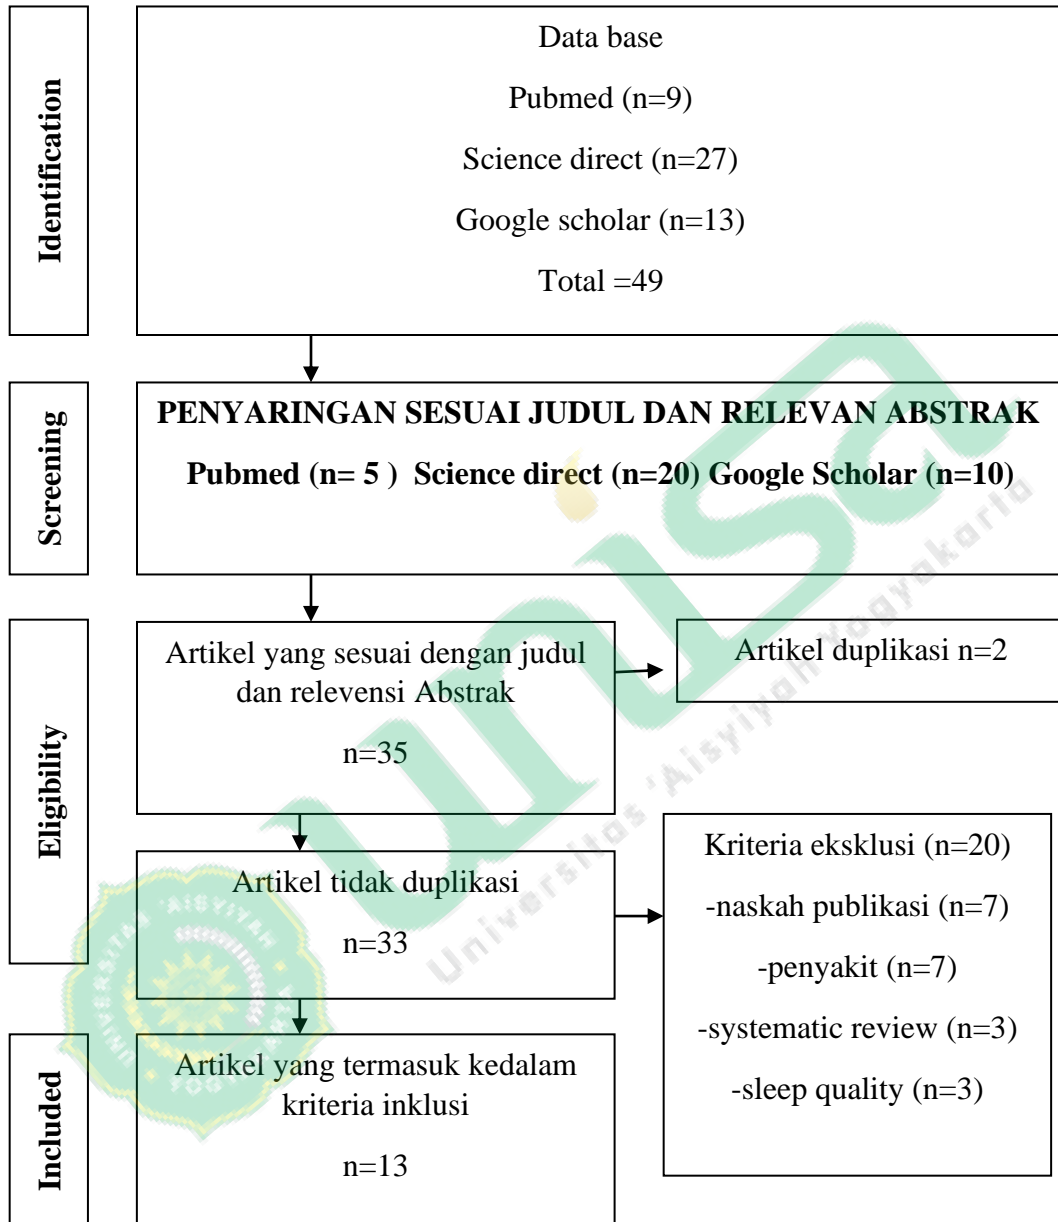 Identification
Data base
Pubmed (n=9)
Science direct (n=27)
Google scholar (n=13)
Total =49
Screening
PENYARINGAN SESUAI JUDUL DAN RELEVAN ABSTRAK
Pubmed (n= 5 ) Science direct (n=20) Google Scholar (n=10)
Eligibility
Artikel yang sesuai dengan judul
dan relevensi Abstrak
n=35
Artikel duplikasi n=2
Artikel tidak duplikasi
n=33
Kriteria eksklusi (n=20)
-naskah publikasi (n=7)
-penyakit (n=7)
-systematic review (n=3)
-sleep quality (n=3)
Included
Artikel yang termasuk kedalam
kriteria inklusi
n=13
unisa
Universitas 'Aisyiyah Yogyakarta